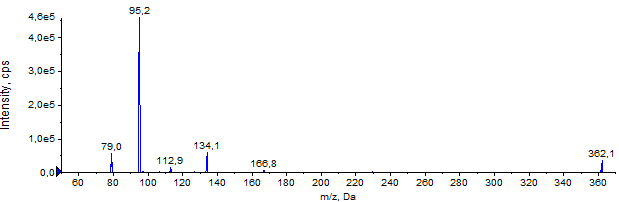 4,6e5
95,2
4,0e5
3,0e5
2,0e5
1,0e5
0,0
79,0
112,9
134,1
166,8
362,1
60 80 100 120 140 160 180 200 220 240 260 280 300 320 340 360
m/z, Da
Intensity, cps